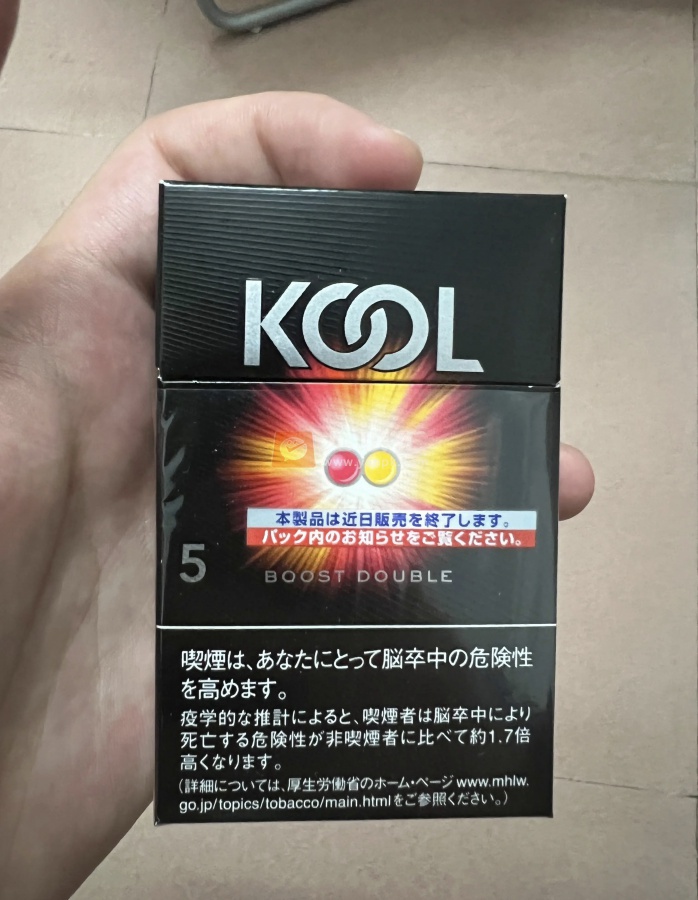 KOOL
本製品は近日販売を終了します。
パック内のお知らせをご覧ください。
5
BOOST DOUBLE
喫煙は、あなたにとって脳卒中の危険性
を高めます。
疫学的な推計によると、喫煙者は脳卒中により
死亡する危険性が非喫煙者に比べて約1.7倍
高くなります。
(詳細については、厚生労働省のホーム・ページwww.mhlw.
go.jp/topics/tobacco/main.htmlをご参照ください。)